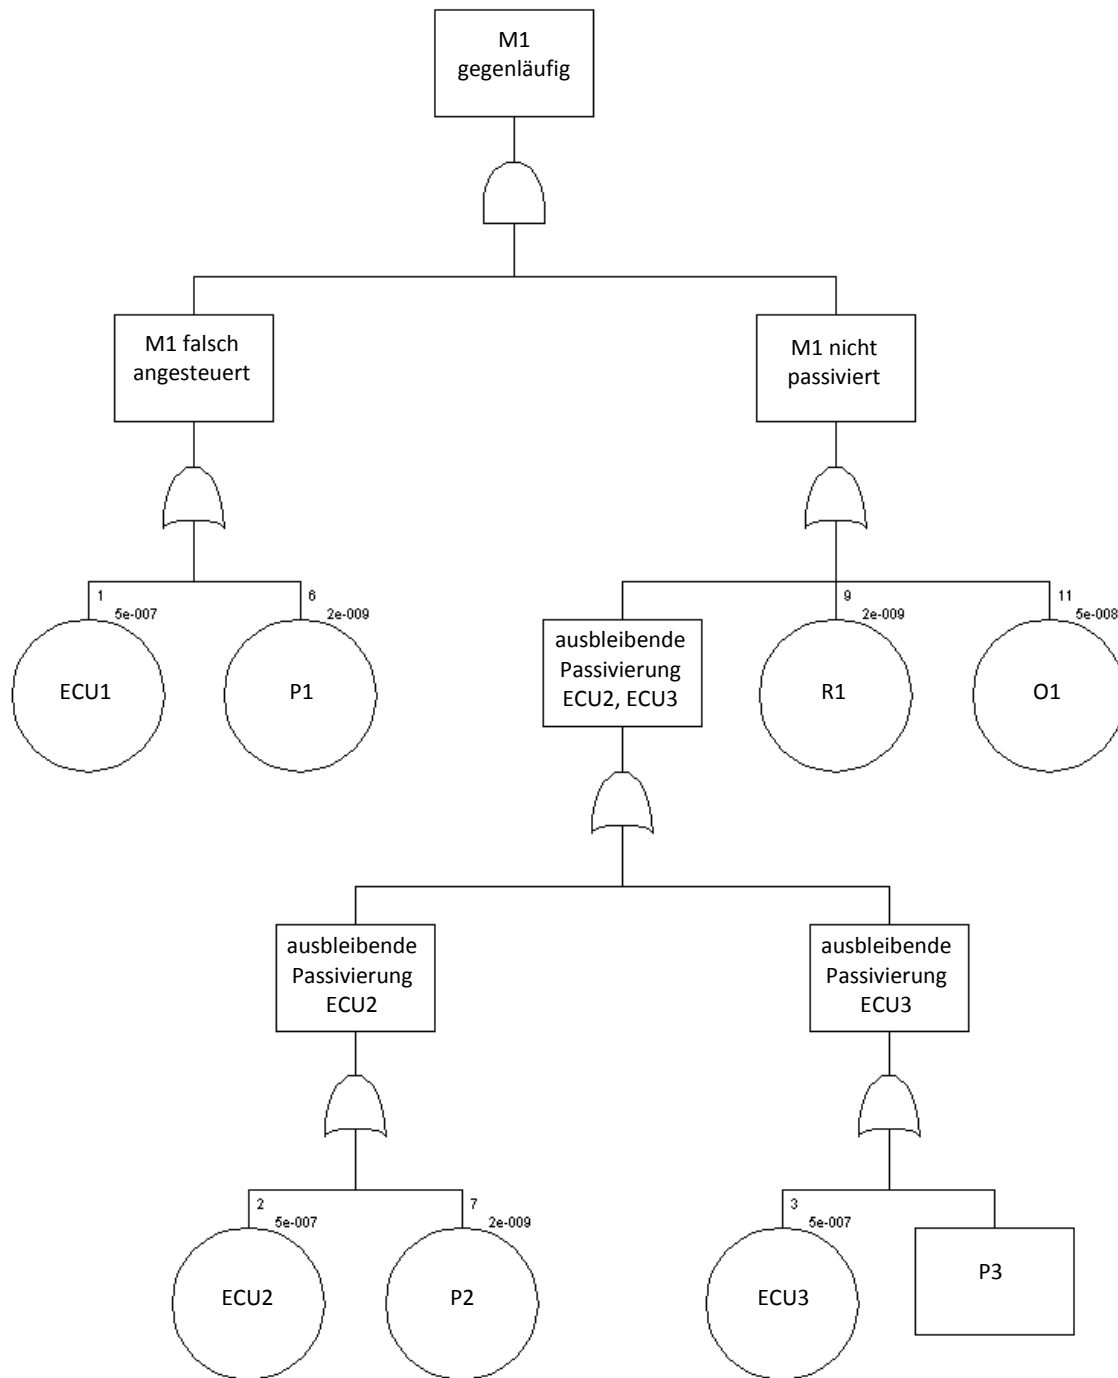 M1
gegenläufig
M1 falsch
angesteuert
M1 nicht
passiviert
1
5e-007
6
2e-009
9
2e-009
11
5e-008
ECU1
P1
ausbleibende
Passivierung
ECU2, ECU3
R1
O1
ausbleibende
Passivierung
ECU2
ausbleibende
Passivierung
ECU3
2
5e-007
7
2e-009
3
5e-007
ECU2
P2
ECU3
P3